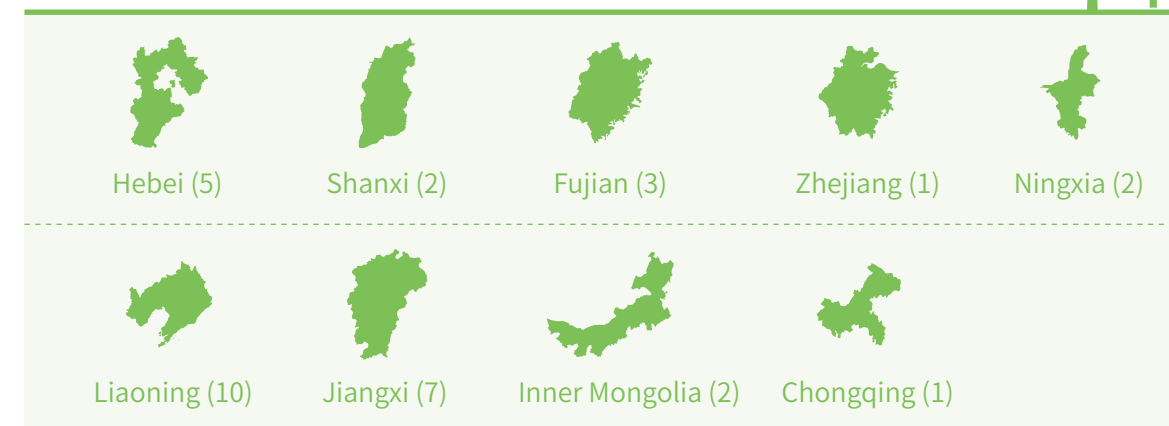 Hebei (5) Shanxi (2) Fujian (3) Zhejiang (1) Ningxia (2)
Liaoning (10) Jiangxi (7) Inner Mongolia (2) Chongqing (1)